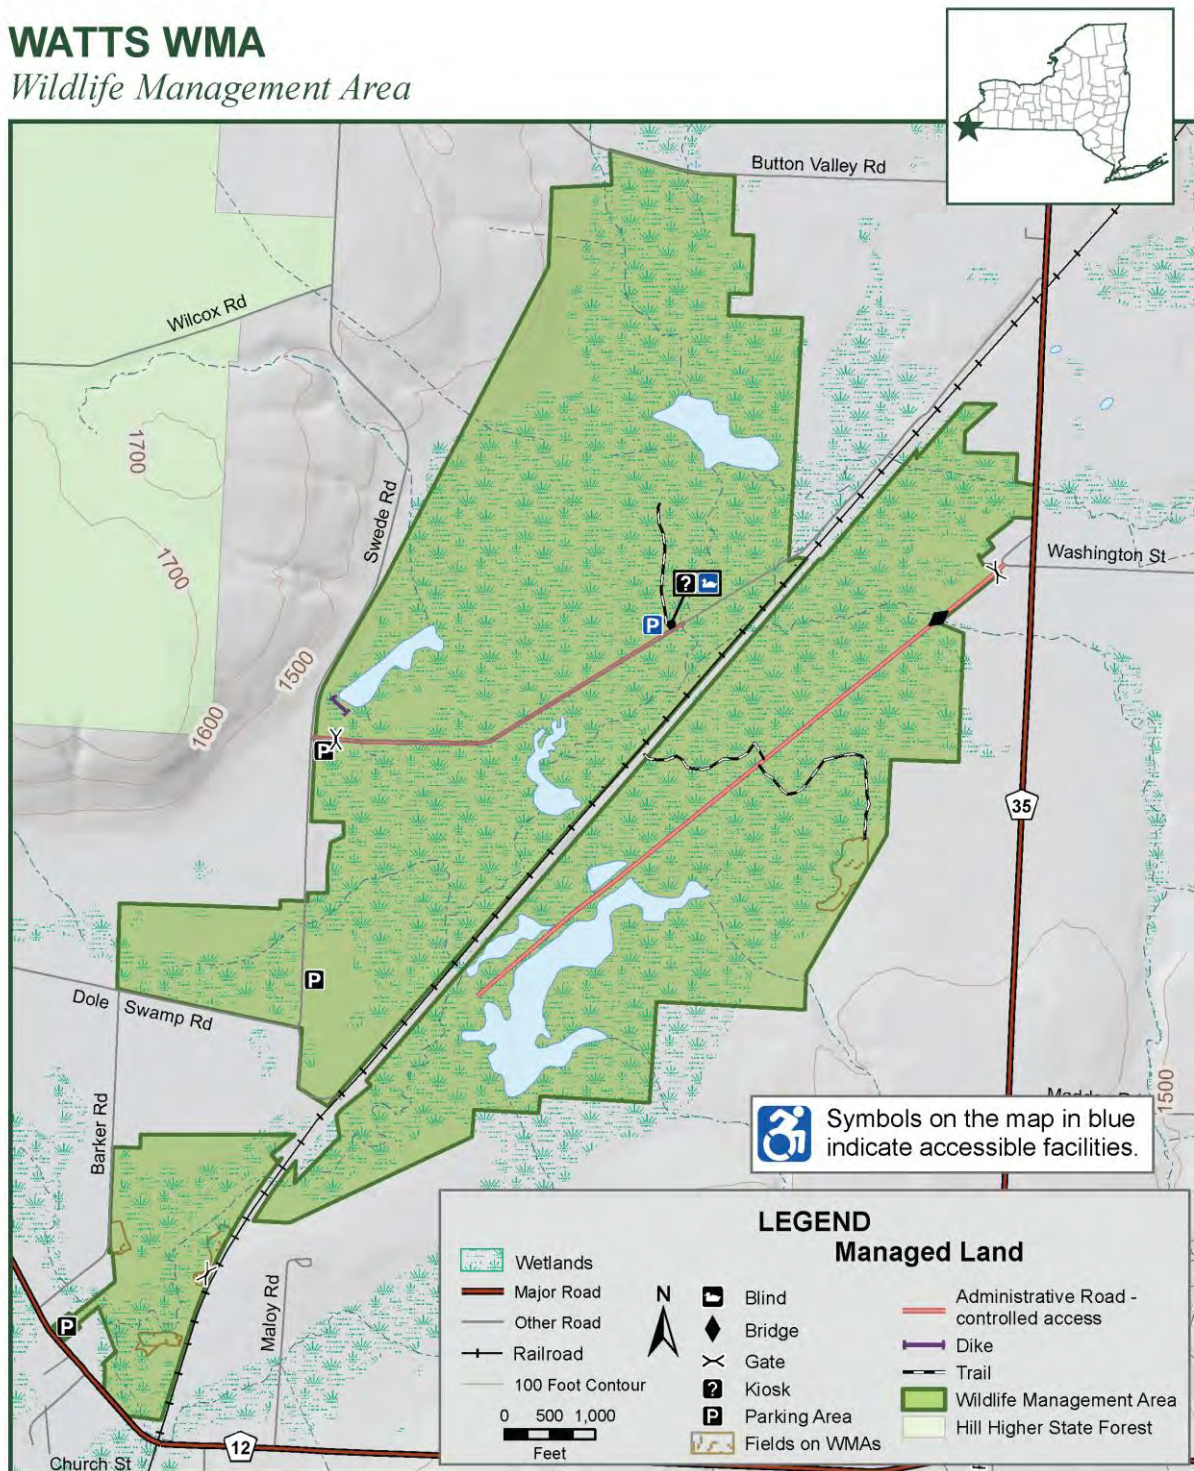 WATTS WMA
Wildlife Management Area
Button Valley Rd
Wilcox Rd
1700
Swede Rd
1700
Washington St
?
P
1500
1600
P
35
P
Dole Swamp Rd
Barker Rd
1500
Symbols on the map in blue
indicate accessible facilities.
P
Maloy Rd
12
Church St
LEGEND
Managed Land
Wetlands
Major Road
Other Road
Railroad
100 Foot Contour
0 500 1,000
Feet
N
Blind
Bridge
Gate
? Kiosk
P Parking Area
Fields on WMAs
Administrative Road -
controlled access
Dike
Trail
Wildlife Management Area
Hill Higher State Forest